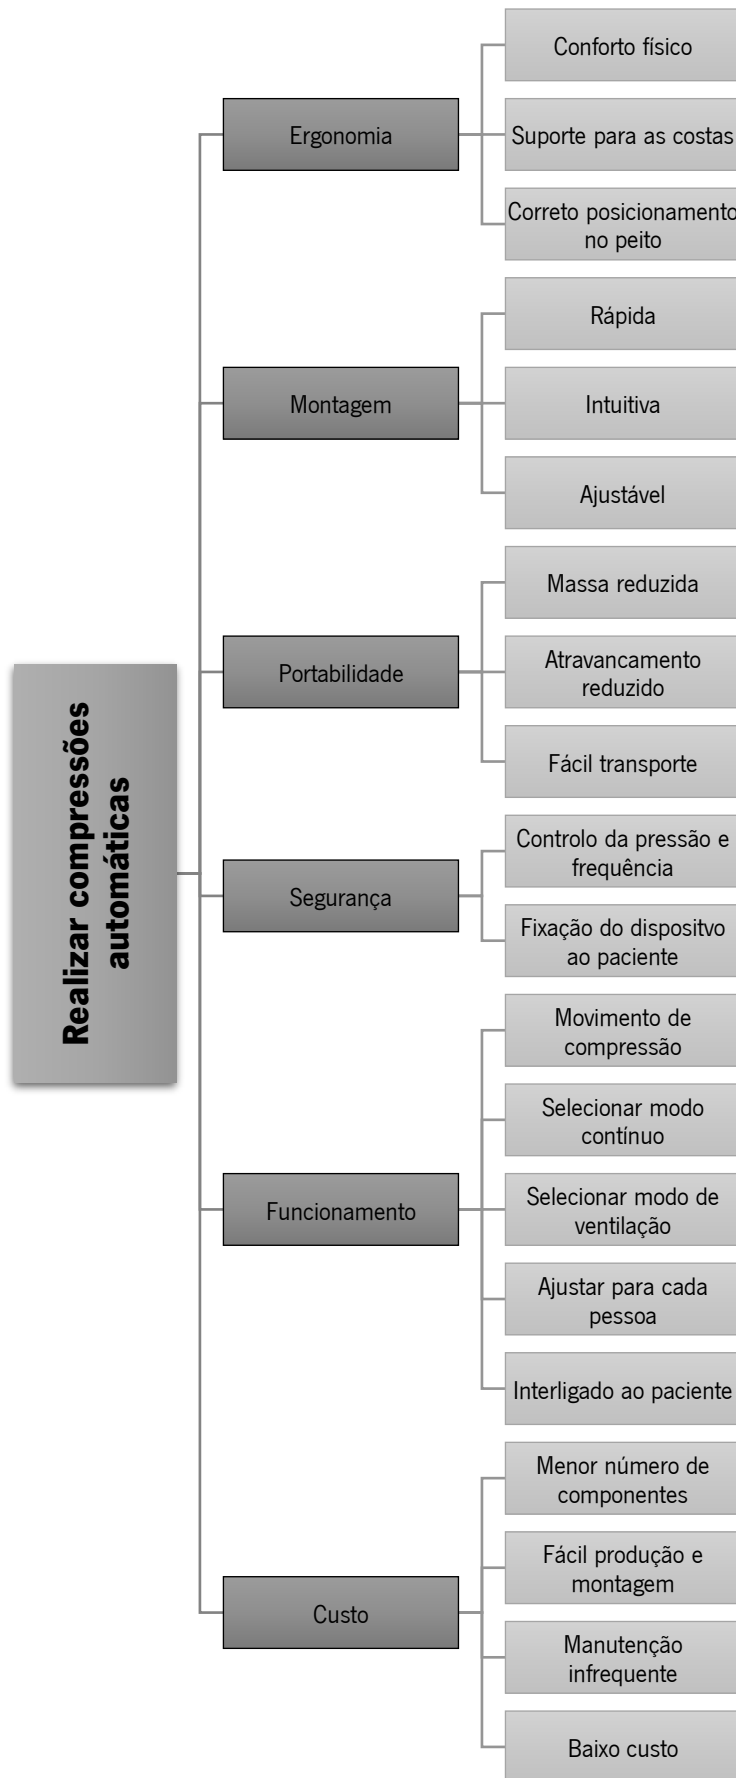 Realizar compressões
automáticas
Ergonomia
Conforto físico
Suporte para as costas
Correto posicionamento
no peito
Montagem
Rápida
Intuitiva
Ajustável
Portabilidade
Massa reduzida
Atravancamento
reduzido
Fácil transporte
Segurança
Controlo da pressão e
frequência
Fixação do dispositvo
ao paciente
Funcionamento
Movimento de
compressão
Selecionar modo
contínuo
Selecionar modo de
ventilação
Ajustar para cada
pessoa
Interligado ao paciente
Custo
Menor número de
componentes
Fácil produção e
montagem
Manutenção
infrequente
Baixo custo